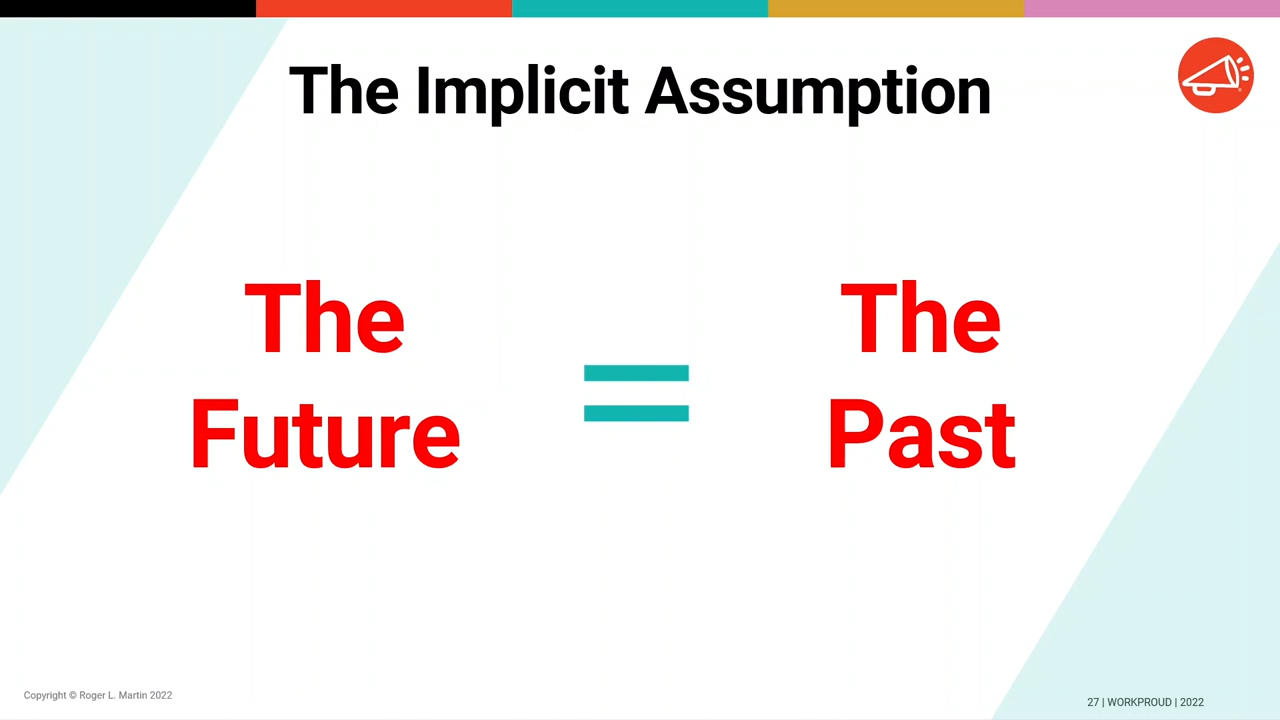 The Implicit Assumption
The
Future
=
The
Past
Copyright © Roger L. Martin 2022
27 | WORKPROUD | 2022